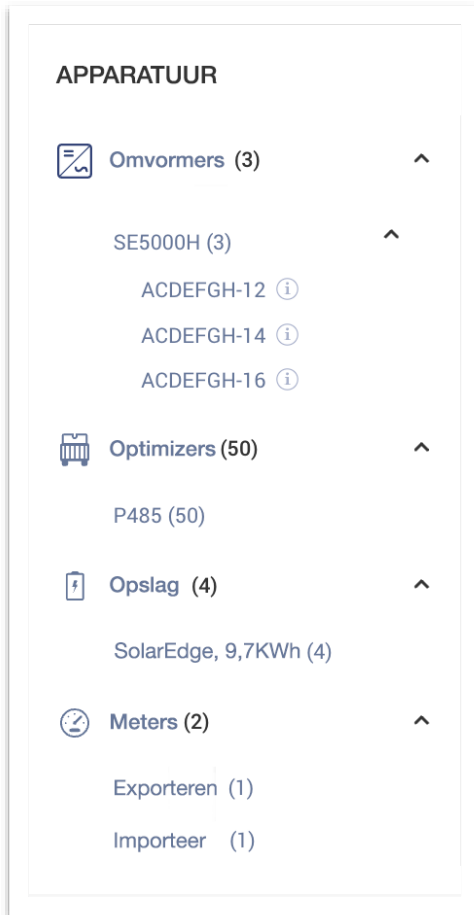 APPARATUUR
Omvormers (3)
SE5000H (3)
ACDEFGH-12
ACDEFGH-14
ACDEFGH-16
Optimizers (50)
P485 (50)
Opslag (4)
SolarEdge, 9,7KWh (4)
Meters (2)
Exporteren (1)
Importeer (1)